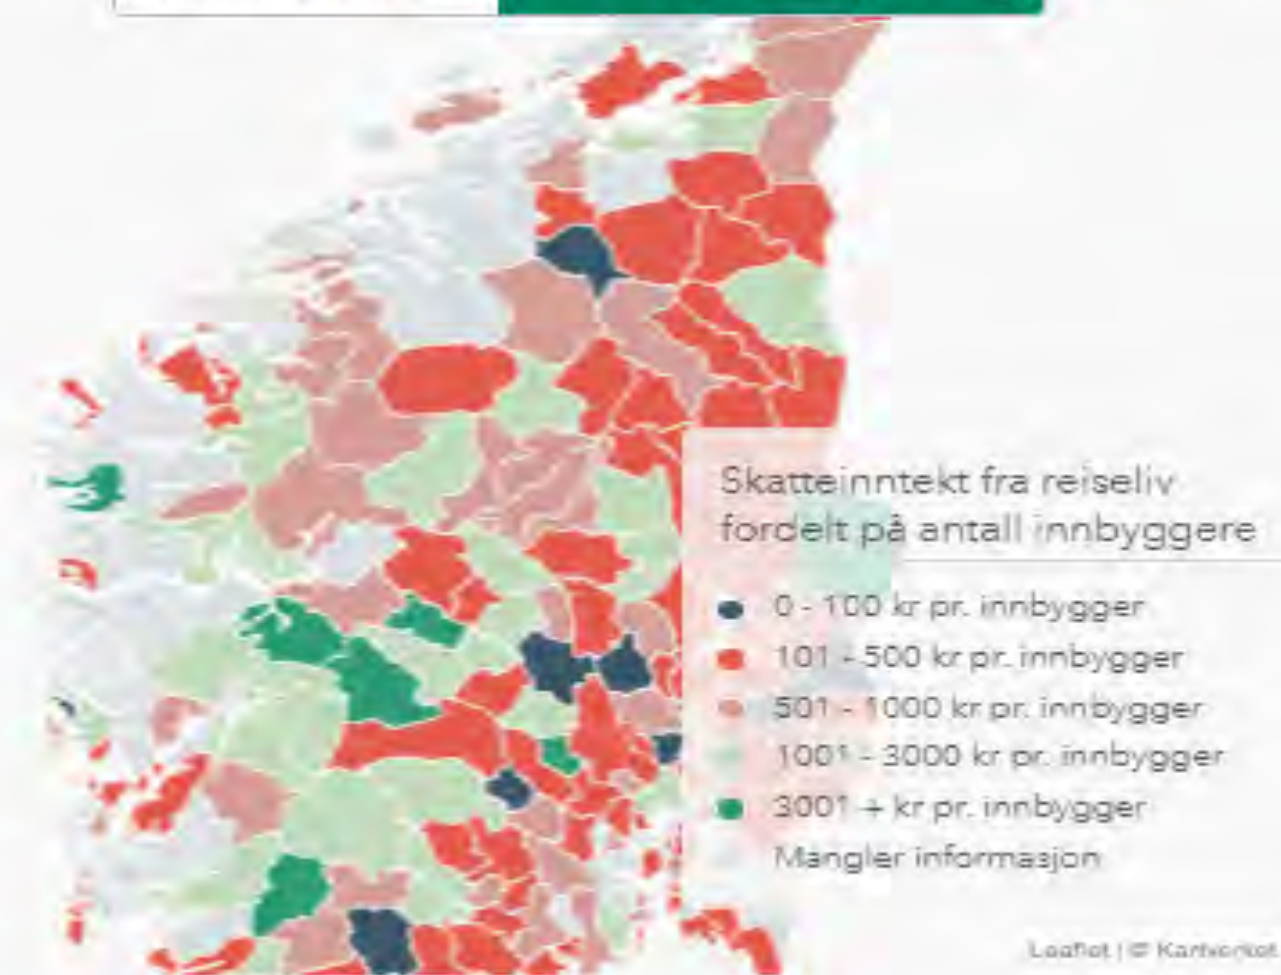 Skatteinntekt fra reiseliv
fordelt på antall innbyggere
0 - 100 kr pr. innbygger
101 - 500 kr pr. innbygger
501 - 1000 kr pr. innbygger
1001 - 3000 kr pr. innbygger
3001 + kr pr. innbygger
Mangler informasjon
Leaflet | © Kartverket